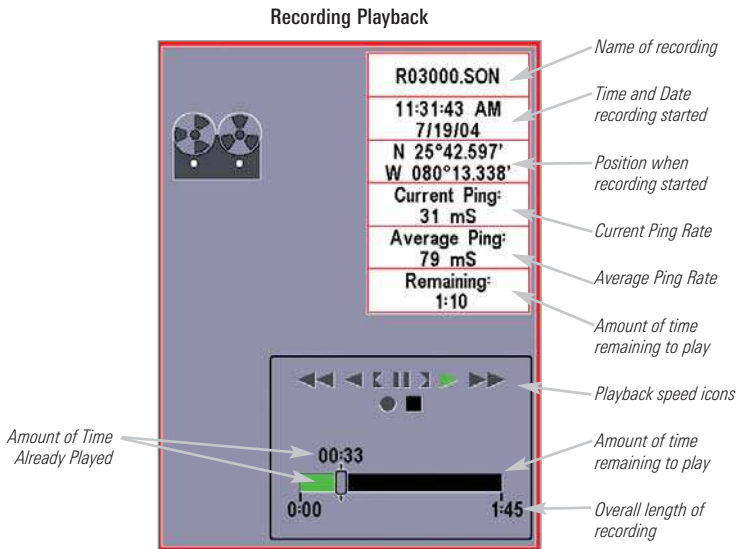 Recording Playback
R03000.SON
11:31:43 AM
7/19/04
N 25°42.597'
W 080°13.338'
Current Ping:
31 mS
Average Ping:
79 mS
Remaining:
1:10
Name of recording
Time and Date
recording started
Position when
recording started
Current Ping Rate
Average Ping Rate
Amount of time
remaining to play
Playback speed icons
Amount of time
remaining to play
Overall length of
recording
Amount of Time
Already Played
00:33
0:00
1:45